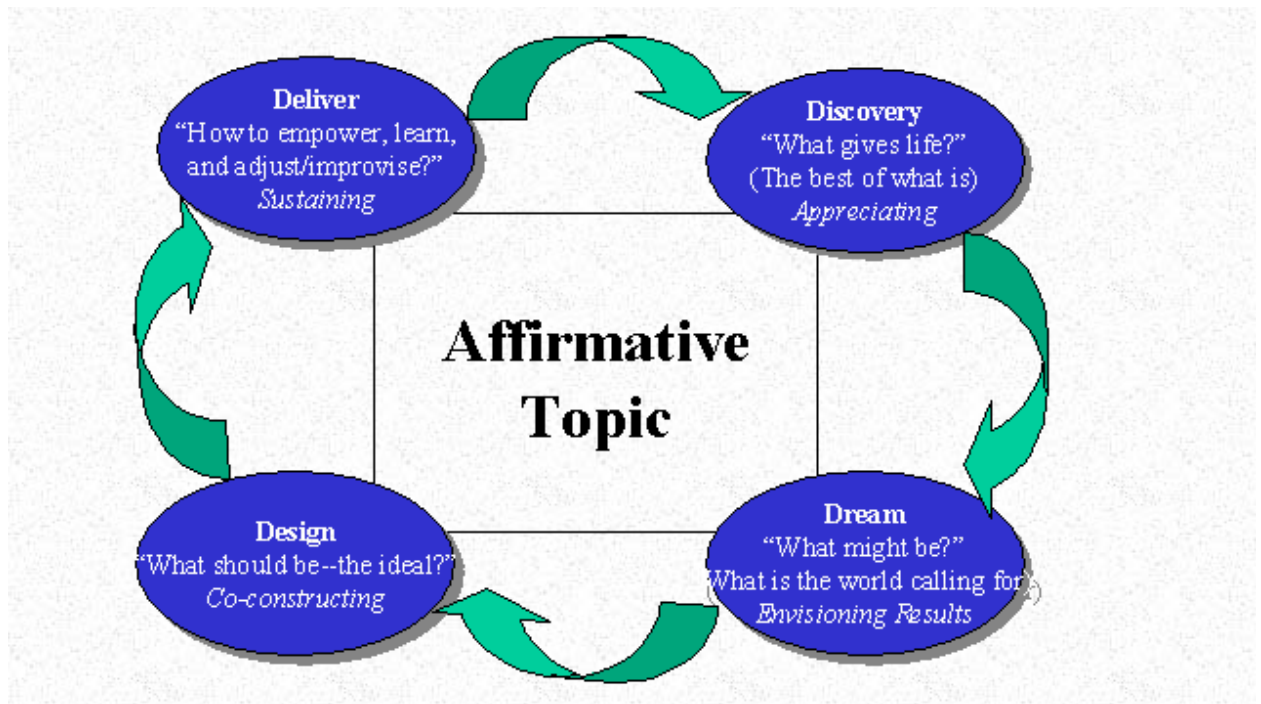 Deliver
“How to empower, learn,
and adjust/improvise?”
Sustaining
Discovery
“What gives life?”
(The best of what is)
Appreciating
Affirmative
Topic
Design
“What should be--the ideal?”
Co-constructing
Dream
“What might be?”
(What is the world calling for?)
Envisioning Results